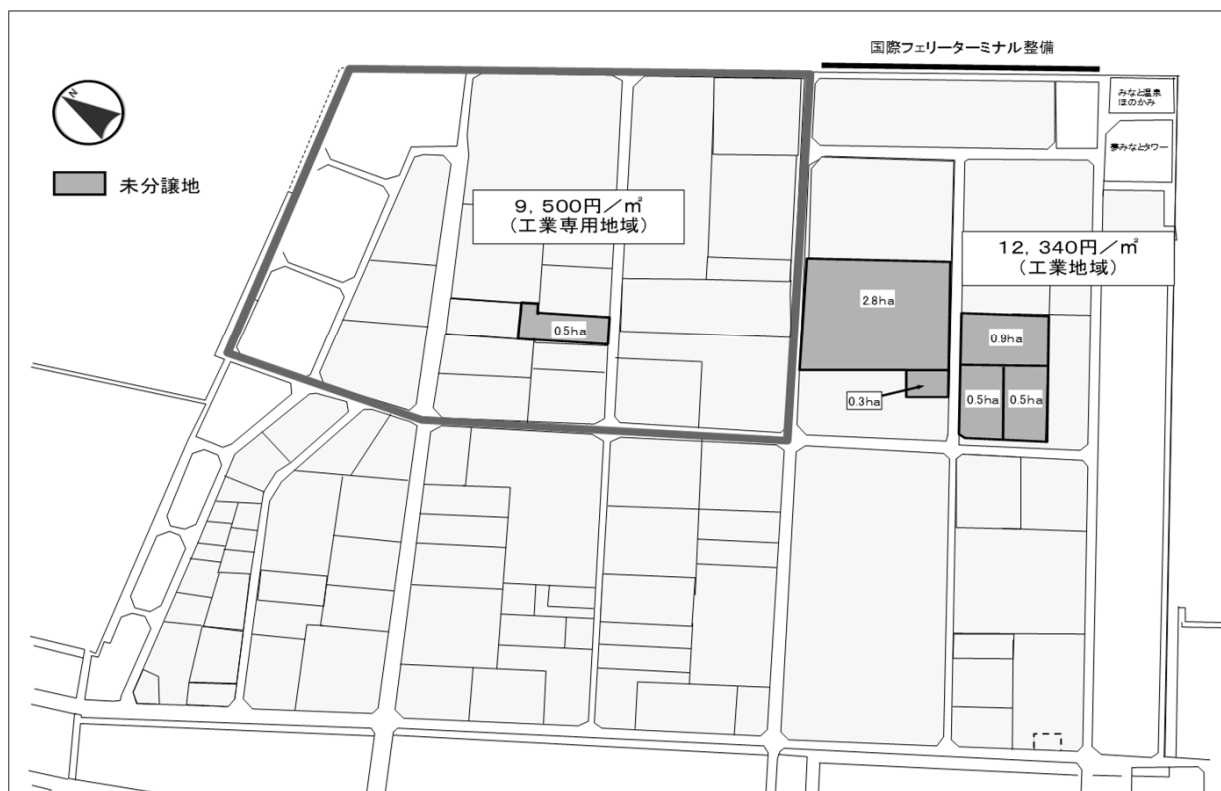 国際フェリーターミナル整備
みなと温泉
ほのかみ
夢みなとタワー
N
未分譲地
9,500円/㎡
(工業専用地域)
12,340円/㎡
(工業地域)
2.8ha
0.5ha
0.9ha
0.3ha
0.5ha
0.5ha